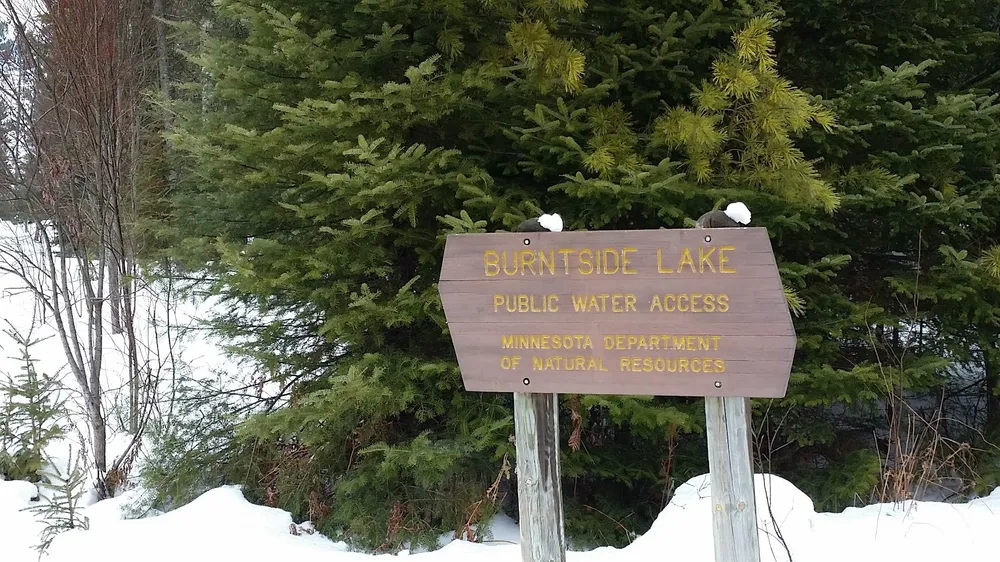 BURNTSIDE LAKE
PUBLIC WATER ACCESS
MINNESOTA DEPARTMENT
OF NATURAL RESOURCES